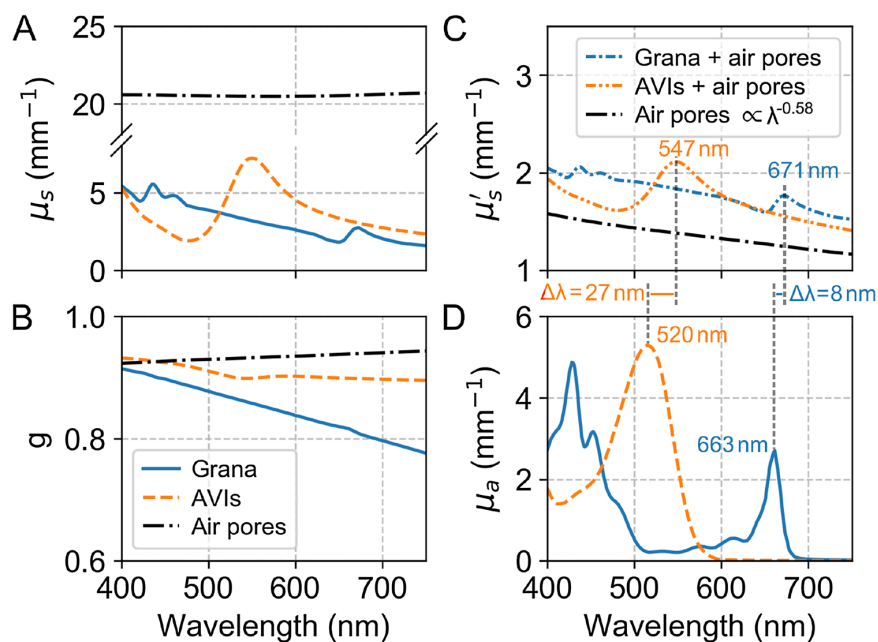 A
25
20
5
0
μs (mm⁻¹)
B
1.0
0.8
0.6
g
Grana
AVIs
Air pores
400 500 600 700
Wavelength (nm)
C
Grana + air pores
AVIs + air pores
Air pores ∝λ^-0.58
3
2
1
μ's (mm⁻¹)
547 nm
671 nm
Δλ = 27 nm
Δλ = 8 nm
D
6
4
2
0
μa (mm⁻¹)
520 nm
663 nm
400 500 600 700
Wavelength (nm)